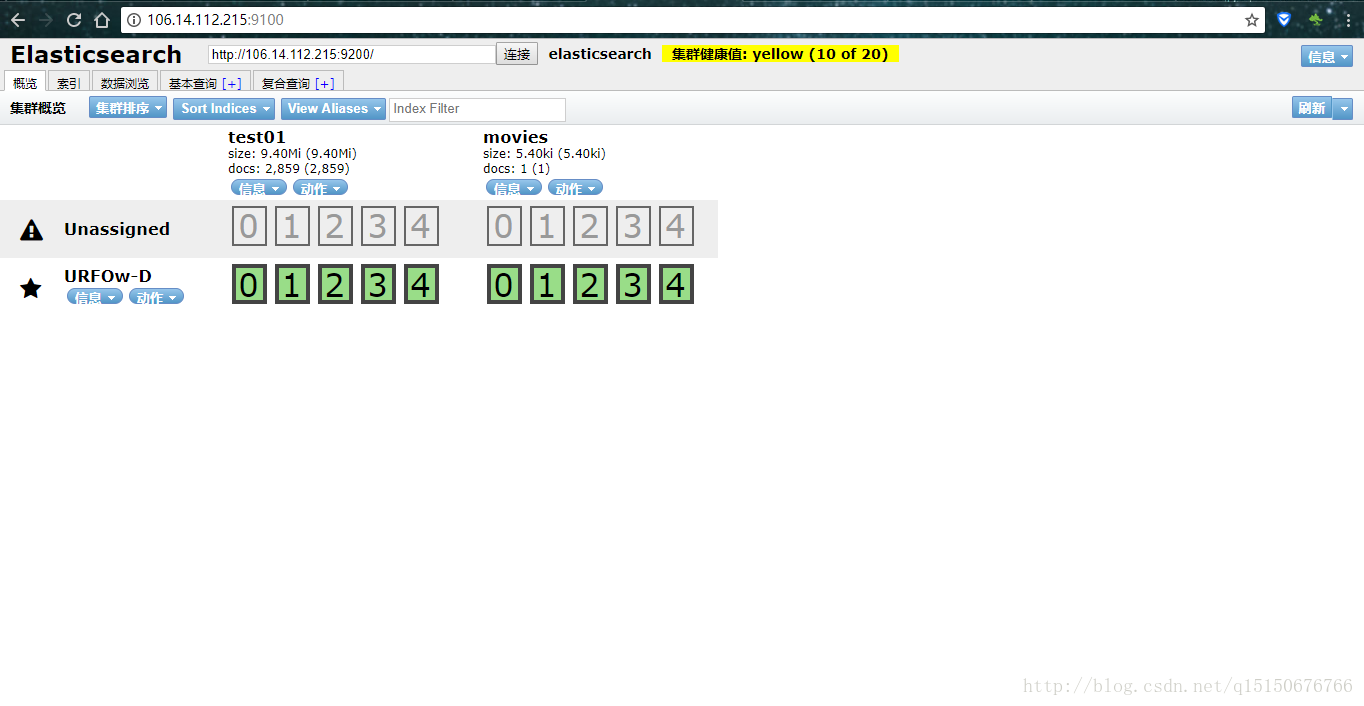 106.14.112.215:9100
Elasticsearch http://106.14.112.215:9200/ 连接 elasticsearch 集群健康值: yellow (10 of 20) 信息
概览 索引 数据浏览 基本查询 [+] 复合查询 [+]
集群概览 集群排序 Sort Indices View Aliases Index Filter 刷新
test01 movies
size: 9.40Mi (9.40Mi) size: 5.40ki (5.40ki)
docs: 2,859 (2,859) docs: 1 (1)
信息 动作 信息 动作
Unassigned 0 1 2 3 4 0 1 2 3 4
URFOw-D 0 1 2 3 4 0 1 2 3 4
信息 动作
http://blog.csdn.net/q15150676766